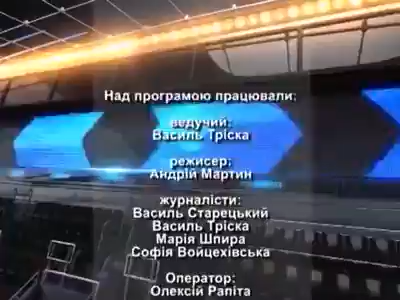 Над програмою працювали:
ведучий:
Василь Тріска
режисер:
Андрій Мартин
журналісти:
Василь Старецький
Василь Тріска
Марія Шпира
Софія Войцехівська
Оператор:
Олексій Рапіта